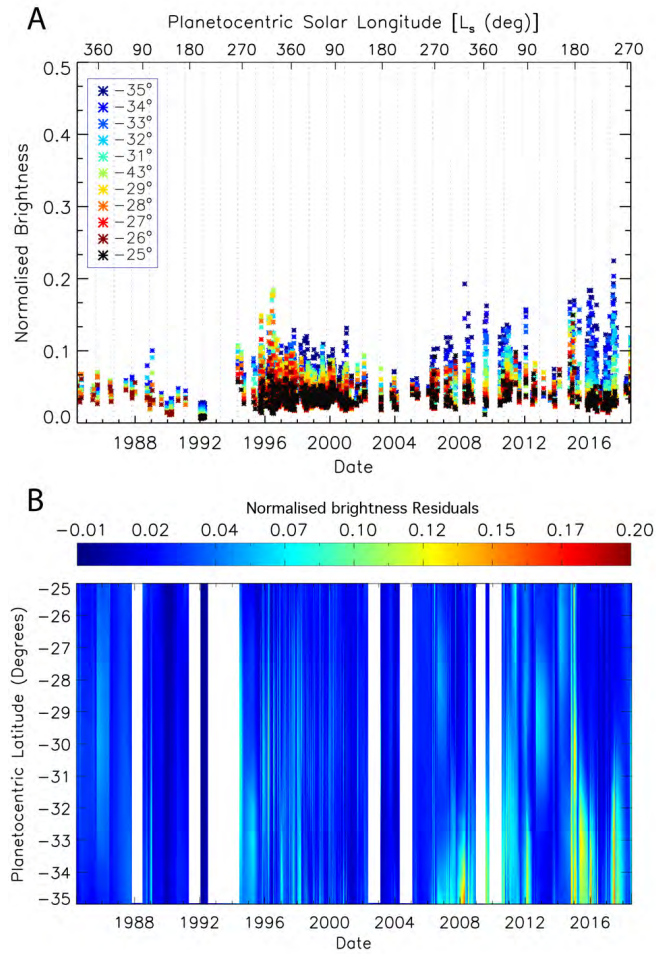 A
Planetocentric Solar Longitude [Ls (deg)]
360 90 200 270 360 90 180 270 360 90 180 270
0.5
0.4
0.3
0.2
0.1
0.0
Normalised Brightness
-35°
-34°
-33°
-32°
-31°
-43°
-29°
-28°
-27°
-26°
-25°
1988 1992 1996 2000 2004 2008 2012 2016
Date
B
Normalised brightness Residuals
-0.01 0.02 0.04 0.07 0.10 0.12 0.15 0.17 0.20
Planetocentric Latitude (Degrees)
-25
-26
-27
-28
-29
-30
-31
-32
-33
-34
-35
1988 1992 1996 2000 2004 2008 2012 2016
Date